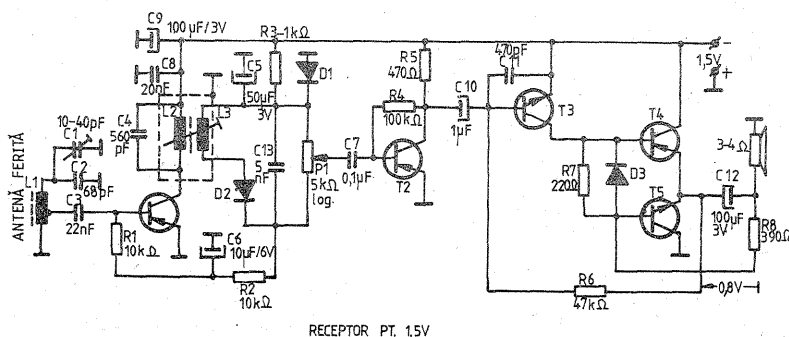 C9
100µF/3V
C8
20nF
R3-1kΩ
D1
C5
50µF
3V
L2
L3
C4
560
pF
10-40pF
C1
C2
68pF
L1
C3
22nF
ANTENĂ FERITĂ
R1
10kΩ
C6
10µF/6V
R2
10kΩ
D2
C13
5
nF
P1
5kΩ
log.
C7
0,1µF
R5
470Ω
R4
100kΩ
T2
C10
1µF
470pF
C11
T3
R7
220Ω
D3
T4
T5
-
1,5V
+
3-4Ω
C12
100µF
3V
R8
390Ω
R6
47kΩ
0,8V
RECEPTOR PT. 1,5V